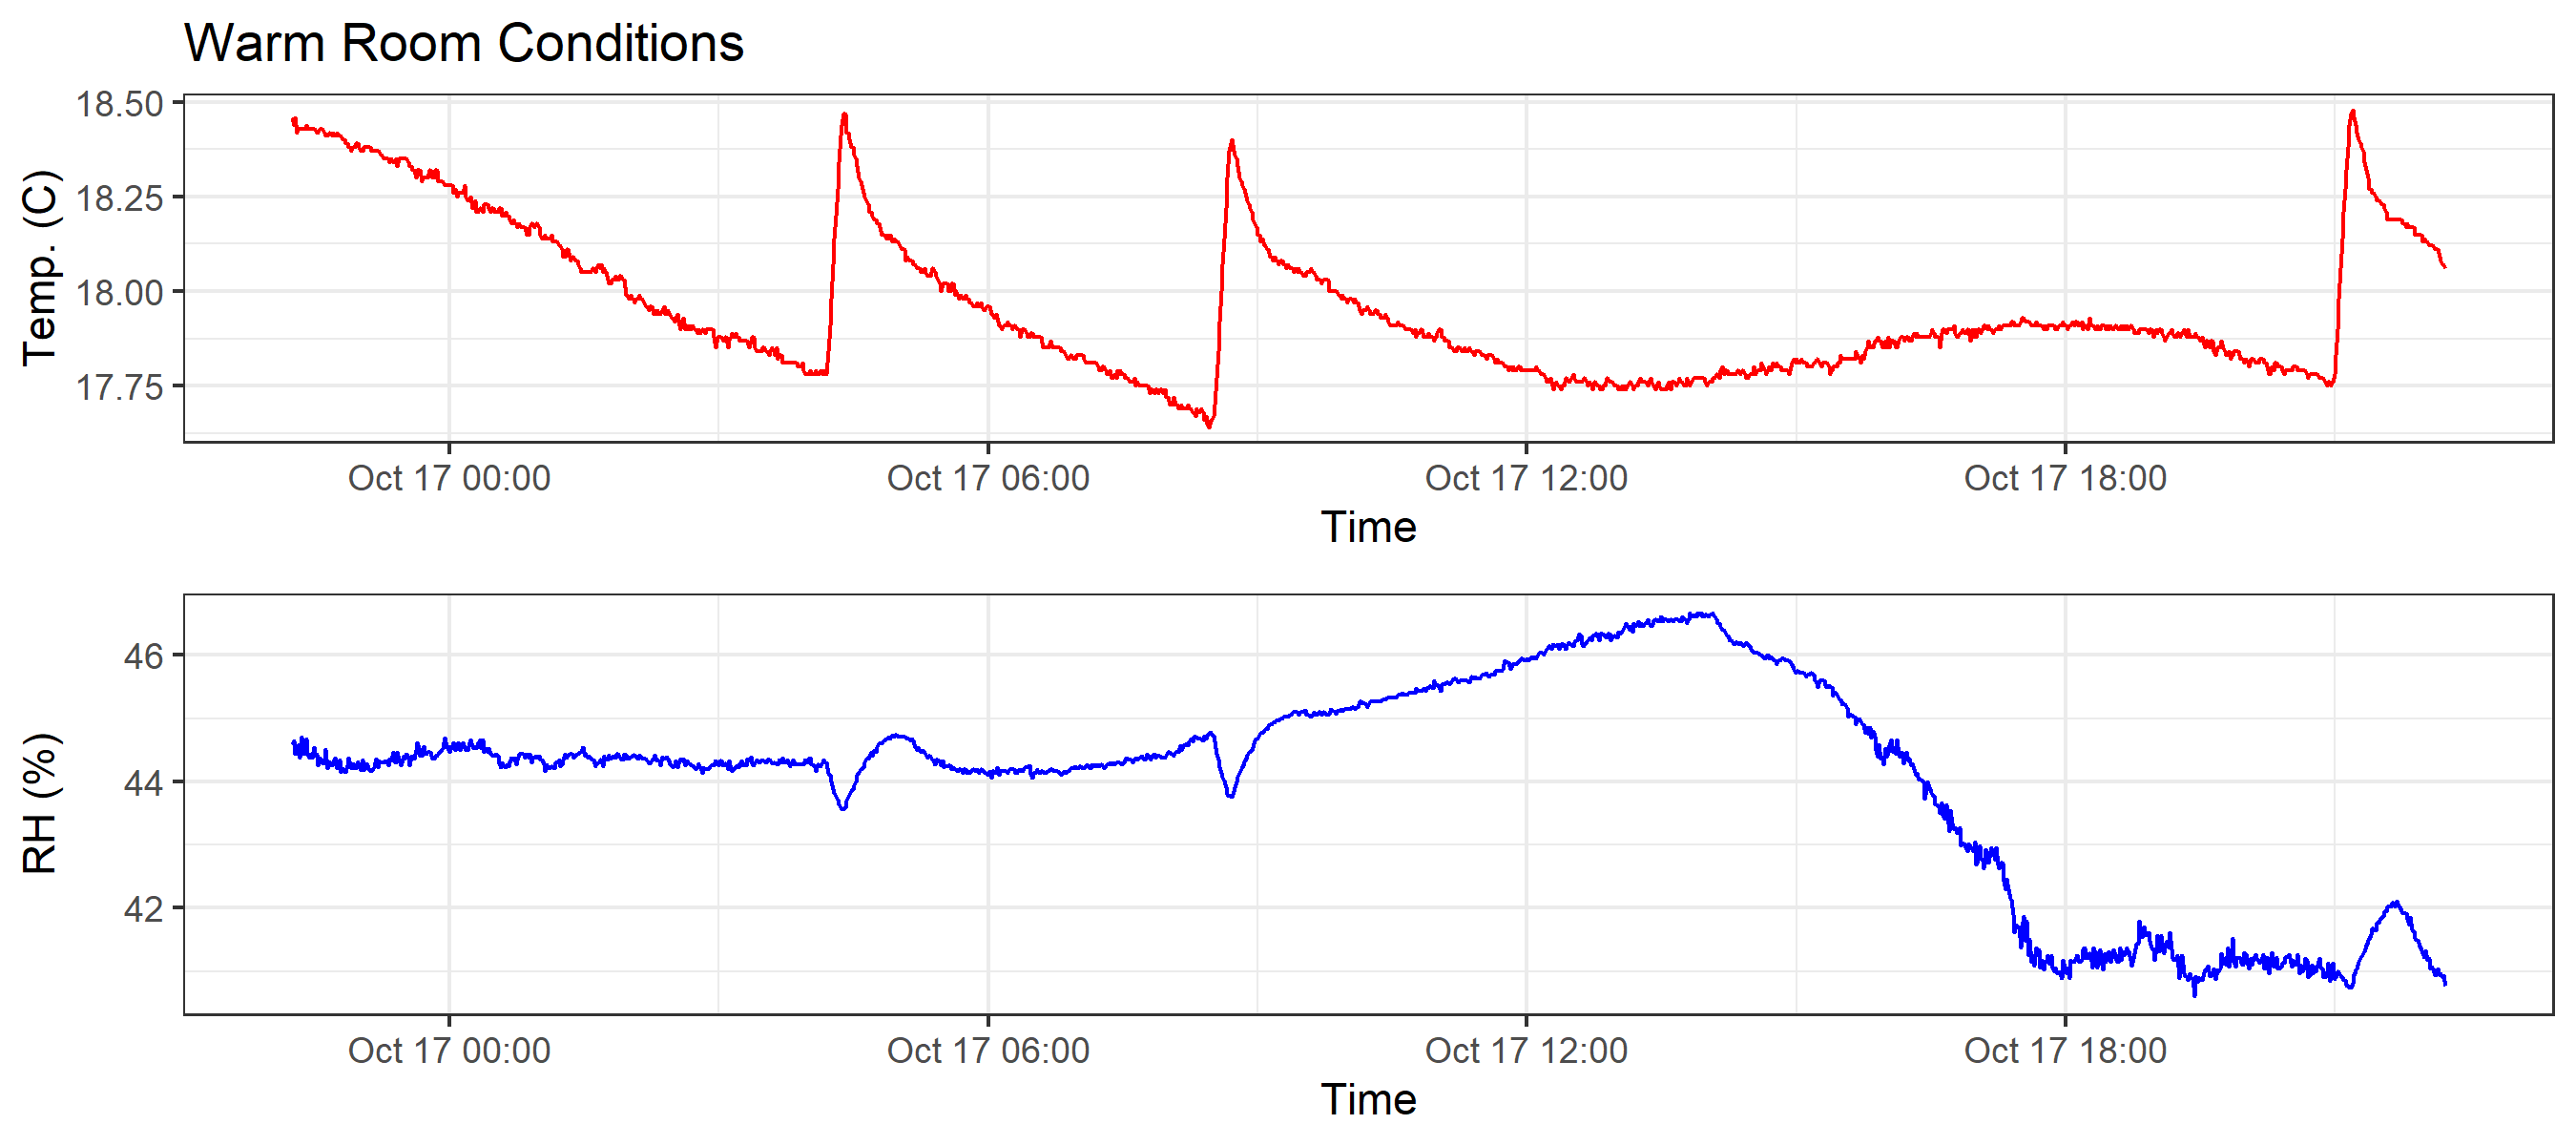 Warm Room Conditions
18.50
18.25
18.00
17.75
Temp. (C)
Oct 17 00:00 Oct 17 06:00 Oct 17 12:00 Oct 17 18:00
Time
46
44
42
RH (%)
Oct 17 00:00 Oct 17 06:00 Oct 17 12:00 Oct 17 18:00
Time